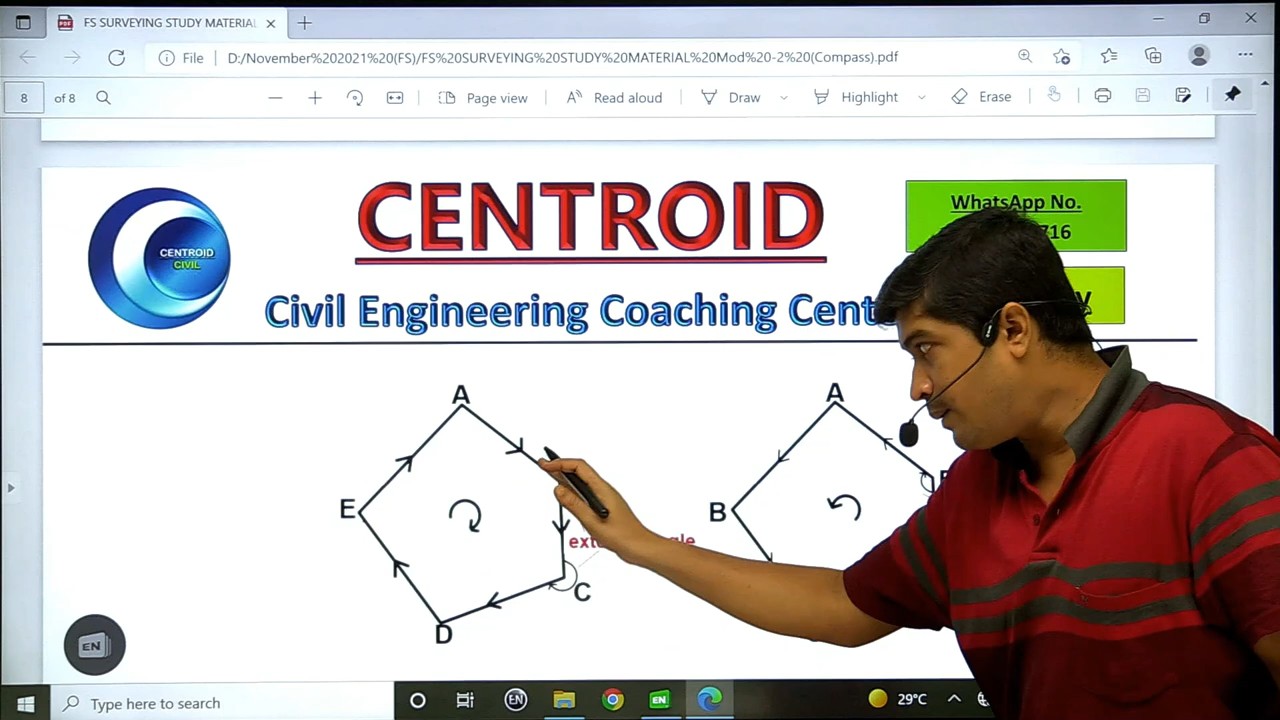 FS SURVEYING STUDY MATERIAL
File
D:/November%202021%20(FS)/FS%20SURVEYING%20STUDY%20MATERIAL%20Mod%20-2%20(Compass).pdf
8 of 8
Page view
Read aloud
Draw
Highlight
Erase
CENTROID
CIVIL
CENTROID
Civil Engineering Coaching Cent
WhatsApp No.
716
A
E
C
D
A
B
EN
Type here to search
EN
EN
29°C